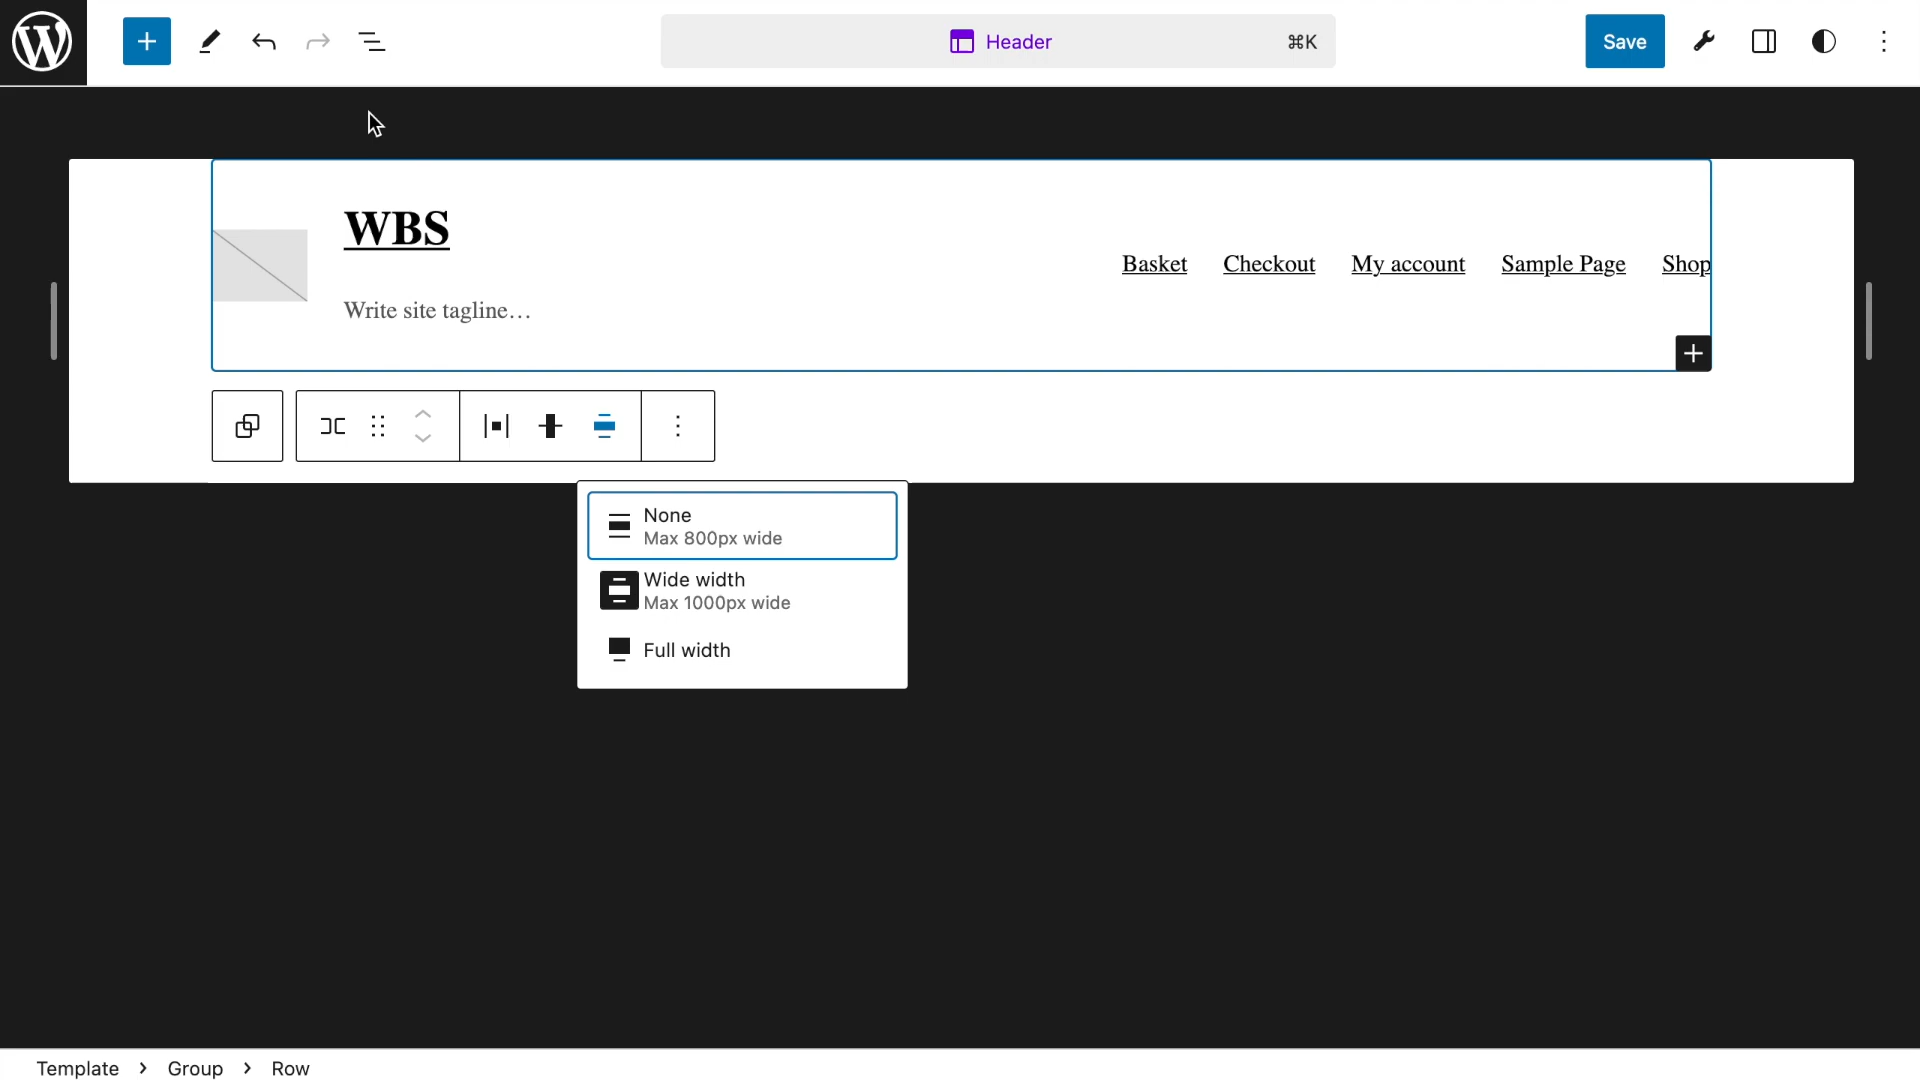 Header
⌘K
Save
WBS
Write site tagline...
Basket Checkout My account Sample Page Shop
None
Max 800px wide
Wide width
Max 1000px wide
Full width
Template > Group > Row